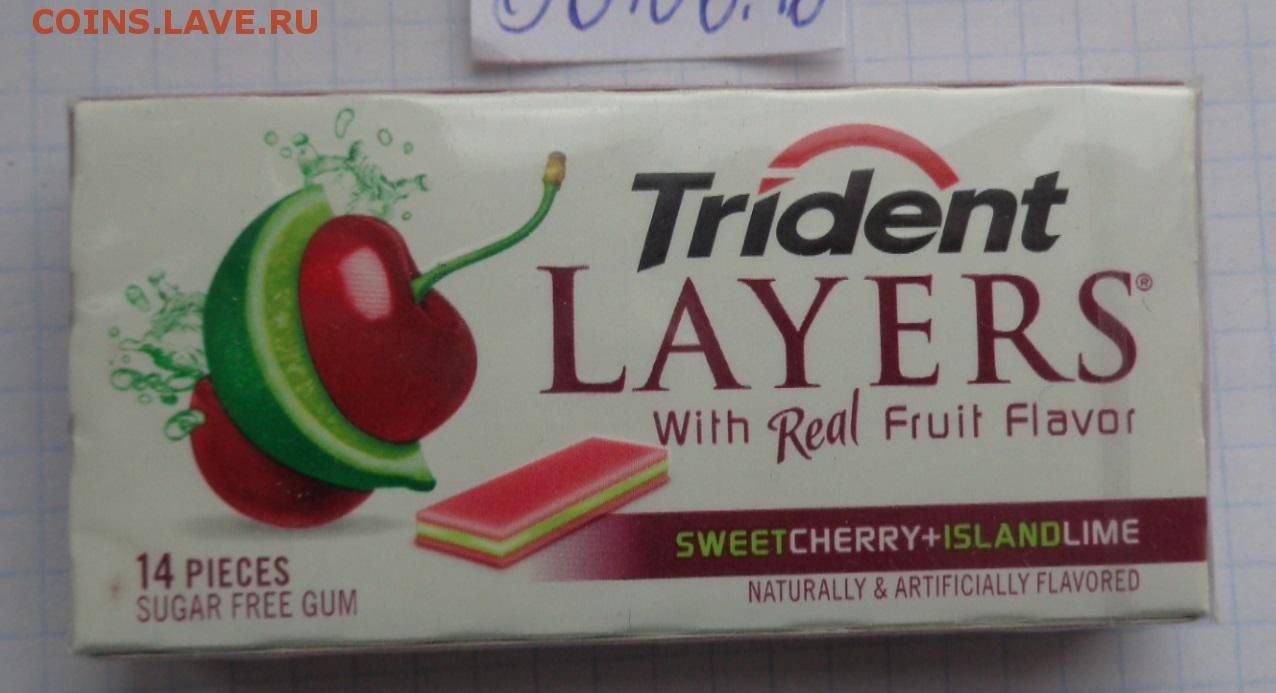 COINS.LAVE.RU
Trident
LAYERS®
With Real Fruit Flavor
SWEETCHERRY+ISLANDLIME
NATURALLY & ARTIFICIALLY FLAVORED
14 PIECES
SUGAR FREE GUM